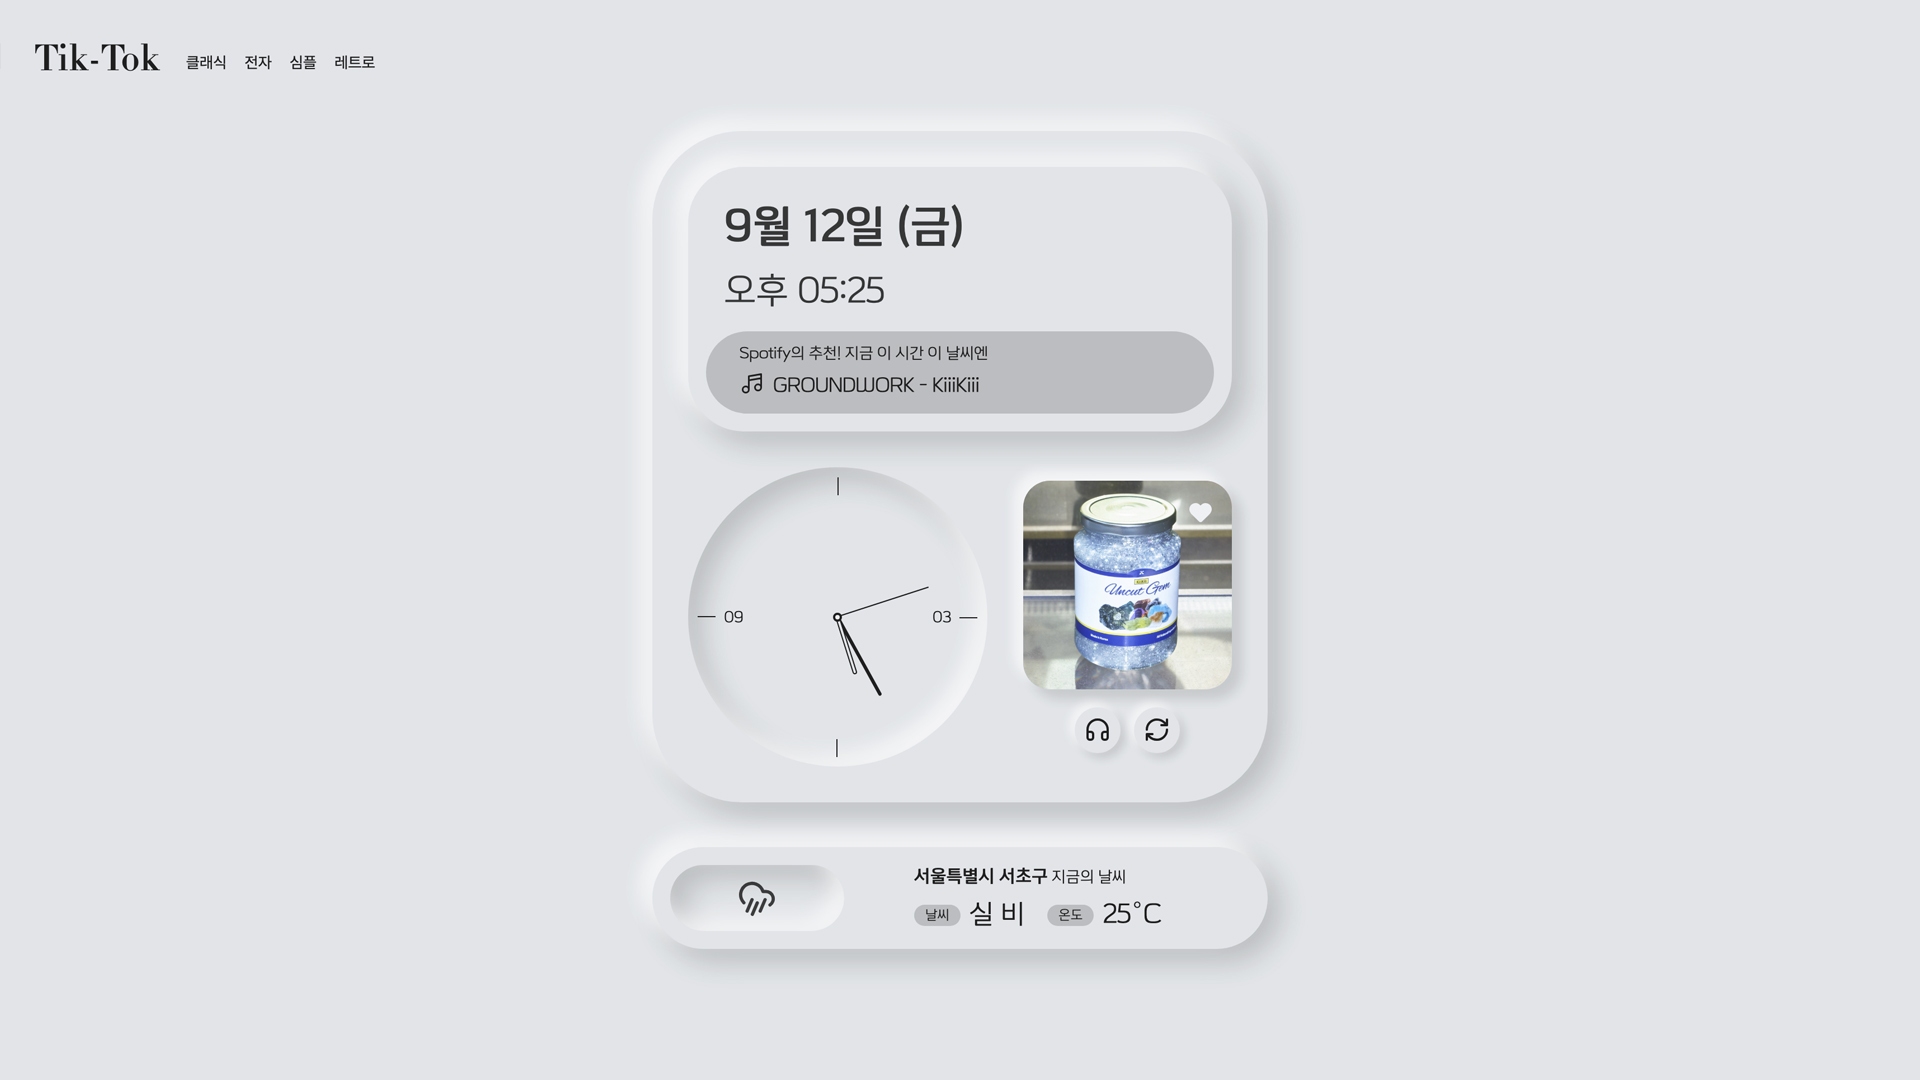 Tik-Tok 클래식 전자 심플 레트로
9월 12일 (금)
오후 05:25
Spotify의 추천! 지금 이 시간 이 날씨엔
GROUNDWORK - KiiiKiii
09
03
Uncut Gem
서울특별시 서초구 지금의 날씨
날씨 실 비 온도 25°C